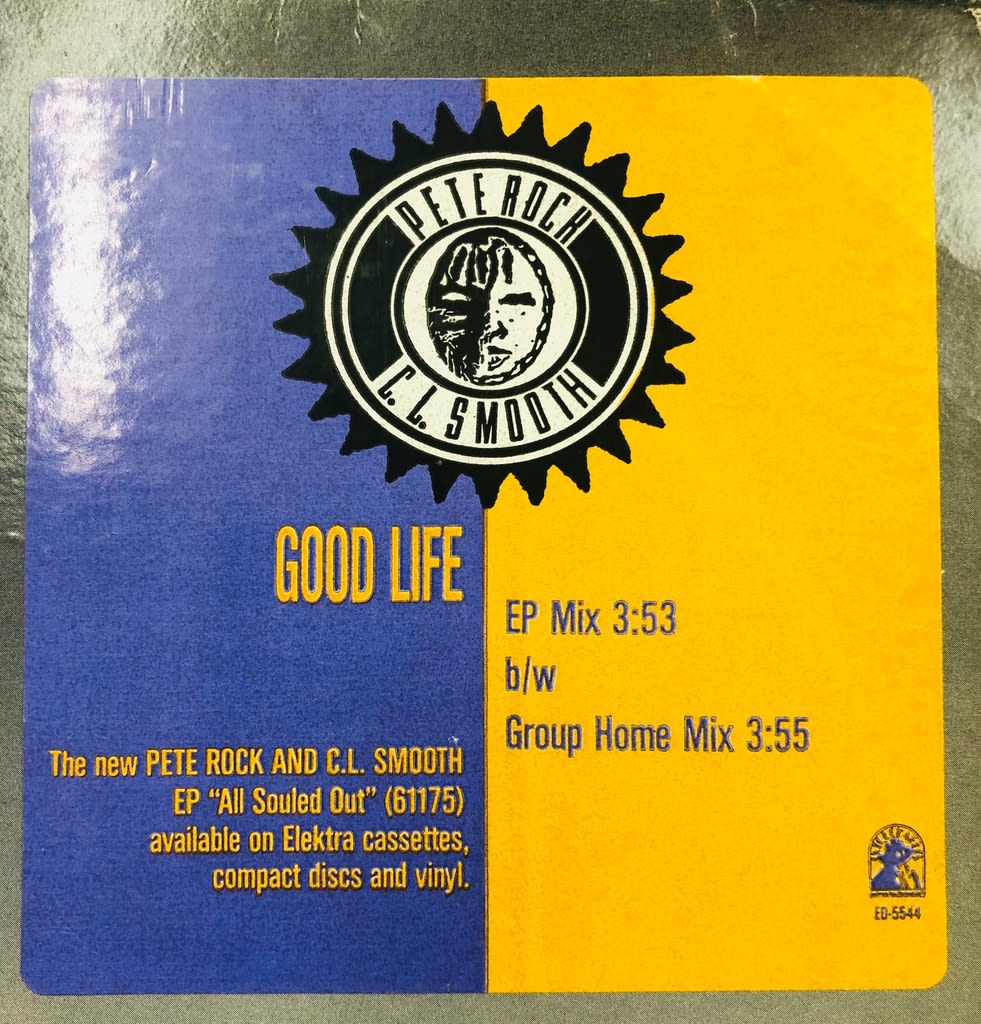 PETE ROCK
C. L. SMOOTH
GOOD LIFE
EP Mix 3:53
b/w
Group Home Mix 3:55
The new PETE ROCK AND C.L. SMOOTH
EP “All Souled Out” (61175)
available on Elektra cassettes,
compact discs and vinyl.
ED-5544